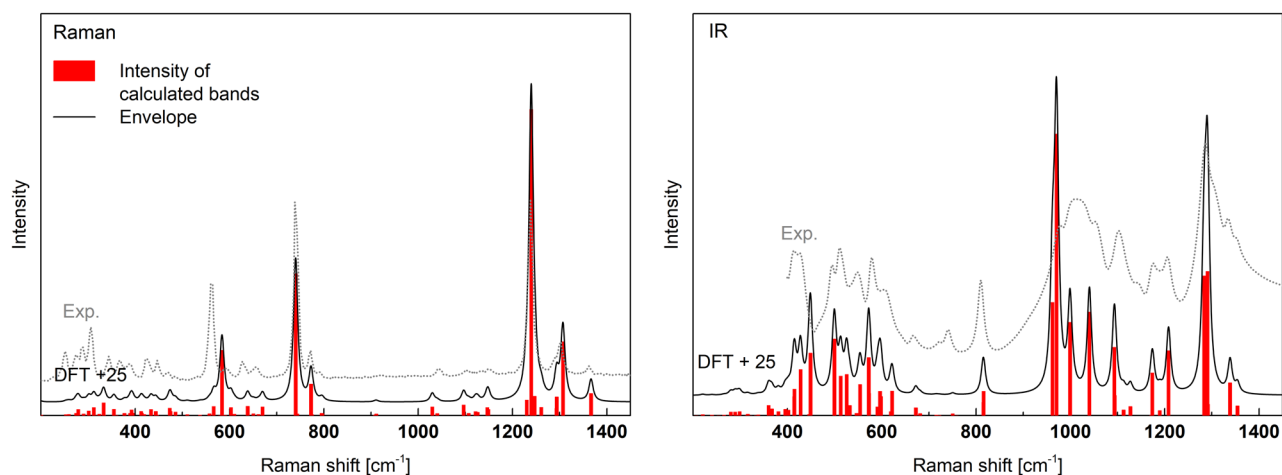 Raman
Intensity of
calculated bands
Envelope
Exp.
DFT +25
Intensity
400 600 800 1000 1200 1400
Raman shift [cm⁻¹]
IR
Exp.
DFT + 25
Intensity
400 600 800 1000 1200 1400
Raman shift [cm⁻¹]